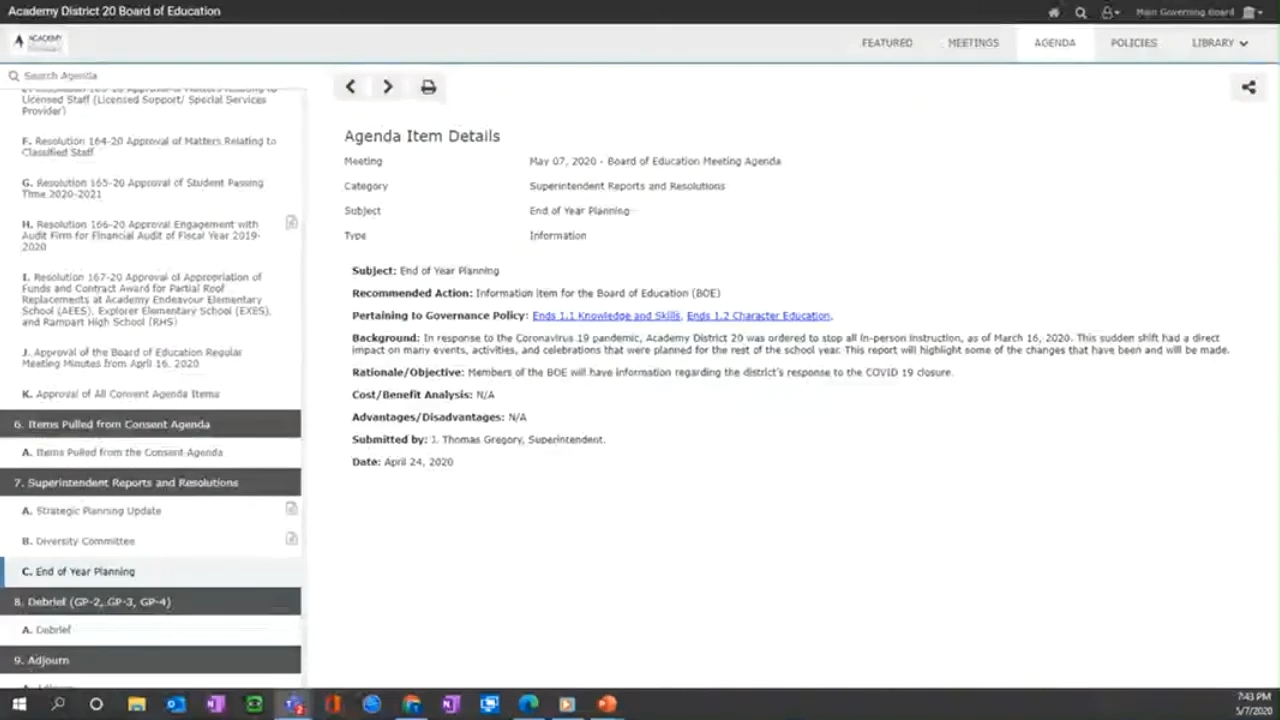 Academy District 20 Board of Education
Main Governing Board
ACADEMY
FEATURED
MEETINGS
AGENDA
POLICIES
LIBRARY
Search Agenda
Licensed Staff (Licensed Support/ Special Services
Provider)
F. Resolution 164-20 Approval of Matters Relating to
Classified Staff
G. Resolution 165-20 Approval of Student Passing
Time 2020-2021
H. Resolution 166-20 Approval Engagement with
Audit Firm for Financial Audit of Fiscal Year 2019-
2020
I. Resolution 167-20 Approval of Appropriation of
Funds and Contract Award for Partial Roof
Replacements at Academy Endeavour Elementary
School (AEES), Explorer Elementary School (EXES),
and Rampart High School (RHS)
J. Approval of the Board of Education Regular
Meeting Minutes from April 16, 2020
K. Approval of All Consent Agenda Items
6. Items Pulled from Consent Agenda
A. Items Pulled from the Consent Agenda
7. Superintendent Reports and Resolutions
A. Strategic Planning Update
B. Diversity Committee
C. End of Year Planning
8. Debrief (GP-2, GP-3, GP-4)
A. Debrief
9. Adjourn
Agenda Item Details
Meeting May 07, 2020 - Board of Education Meeting Agenda
Category Superintendent Reports and Resolutions
Subject End of Year Planning
Type Information
Subject: End of Year Planning
Recommended Action: Information item for the Board of Education (BOE)
Pertaining to Governance Policy: Ends 1.1 Knowledge and Skills, Ends 1.2 Character Education.
Background: In response to the Coronavirus 19 pandemic, Academy District 20 was ordered to stop all in-person instruction, as of March 16, 2020. This sudden shift had a direct
impact on many events, activities, and celebrations that were planned for the rest of the school year. This report will highlight some of the changes that have been and will be made.
Rationale/Objective: Members of the BOE will have information regarding the district's response to the COVID 19 closure.
Cost/Benefit Analysis: N/A
Advantages/Disadvantages: N/A
Submitted by: J. Thomas Gregory, Superintendent.
Date: April 24, 2020
7:43 PM
5/7/2020